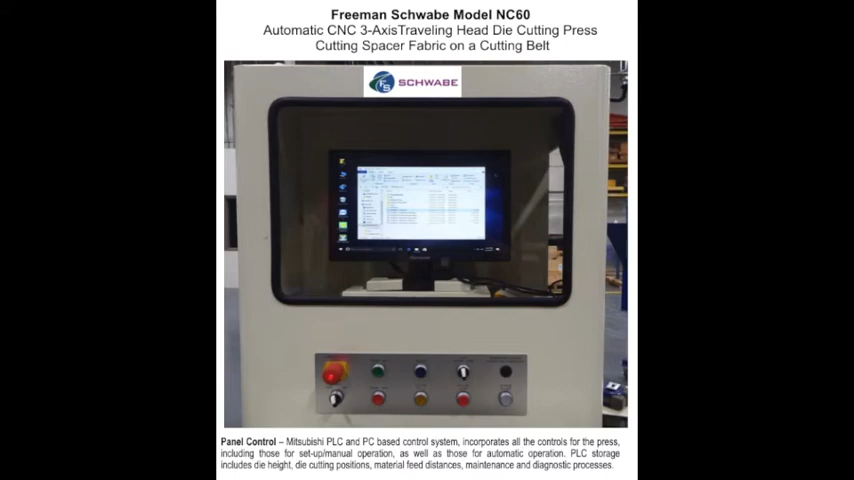 Freeman Schwabe Model NC60
Automatic CNC 3-AxisTraveling Head Die Cutting Press
Cutting Spacer Fabric on a Cutting Belt
FS SCHWABE
Panel Control – Mitsubishi PLC and PC based control system, incorporates all the controls for the press,
including those for set-up/manual operation, as well as those for automatic operation. PLC storage
includes die height, die cutting positions, material feed distances, maintenance and diagnostic processes.